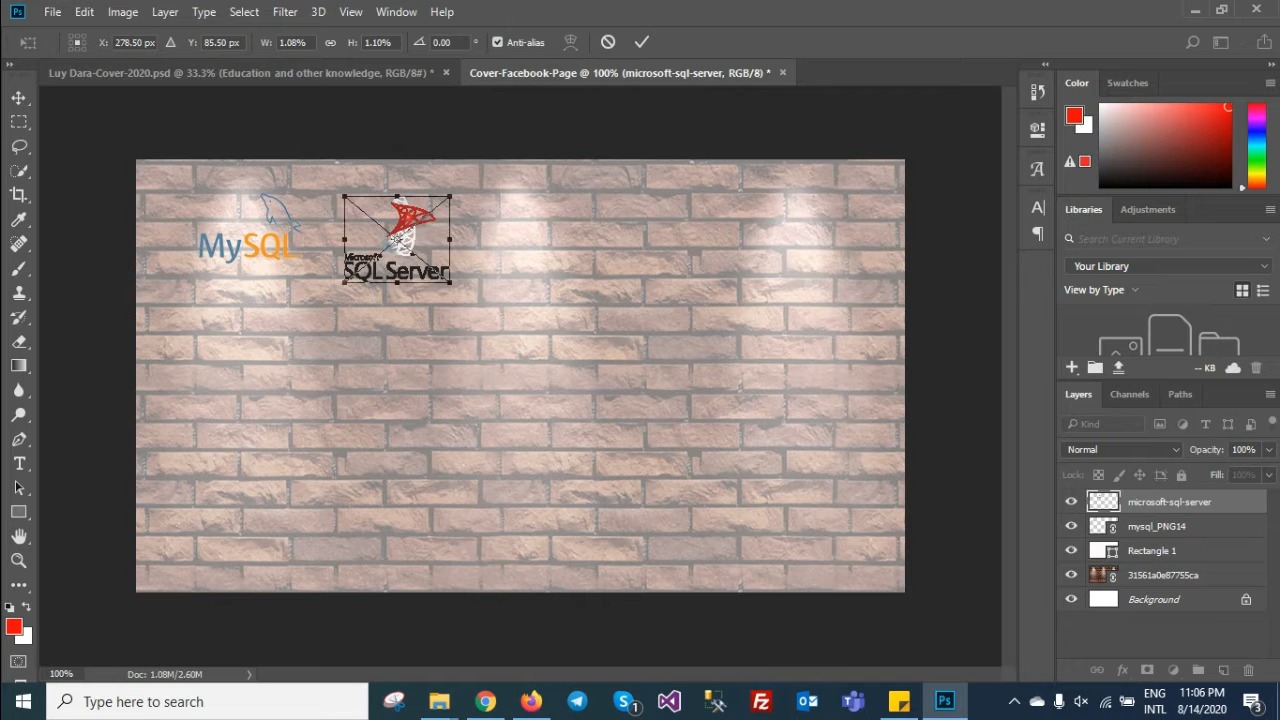 Ps File Edit Image Layer Type Select Filter 3D View Window Help
X: 278.50 px Y: 85.50 px W: 1.08% H: 1.10% 0.00 Anti-alias
Luy Dara-Cover-2020.psd @ 33.3% (Education and other knowledge, RGB/8#) * × Cover-Facebook-Page @ 100% (microsoft-sql-server, RGB/8) * ×
Color Swatches
MySQL
Microsoft®
SQL Server
Libraries Adjustments
Search Current Library
Your Library
View by Type
-- KB
Layers Channels Paths
Kind
Normal Opacity: 100%
Lock: Fill: 100%
microsoft-sql-server
mysql_PNG14
Rectangle 1
31561a0e87755ca
Background
100% Doc: 1.08M/2.60M
Type here to search
1
Ps
ENG
INTL
11:06 PM
8/14/2020
3